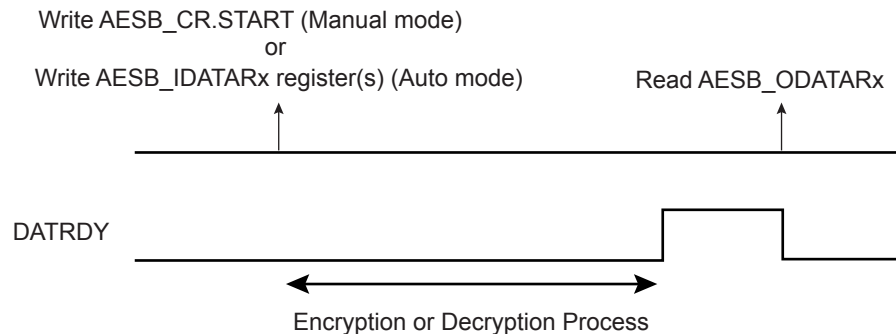 Write AESB_CR.START (Manual mode)
or
Write AESB_IDATARx register(s) (Auto mode)
Read AESB_ODATARx
DATRDY
Encryption or Decryption Process